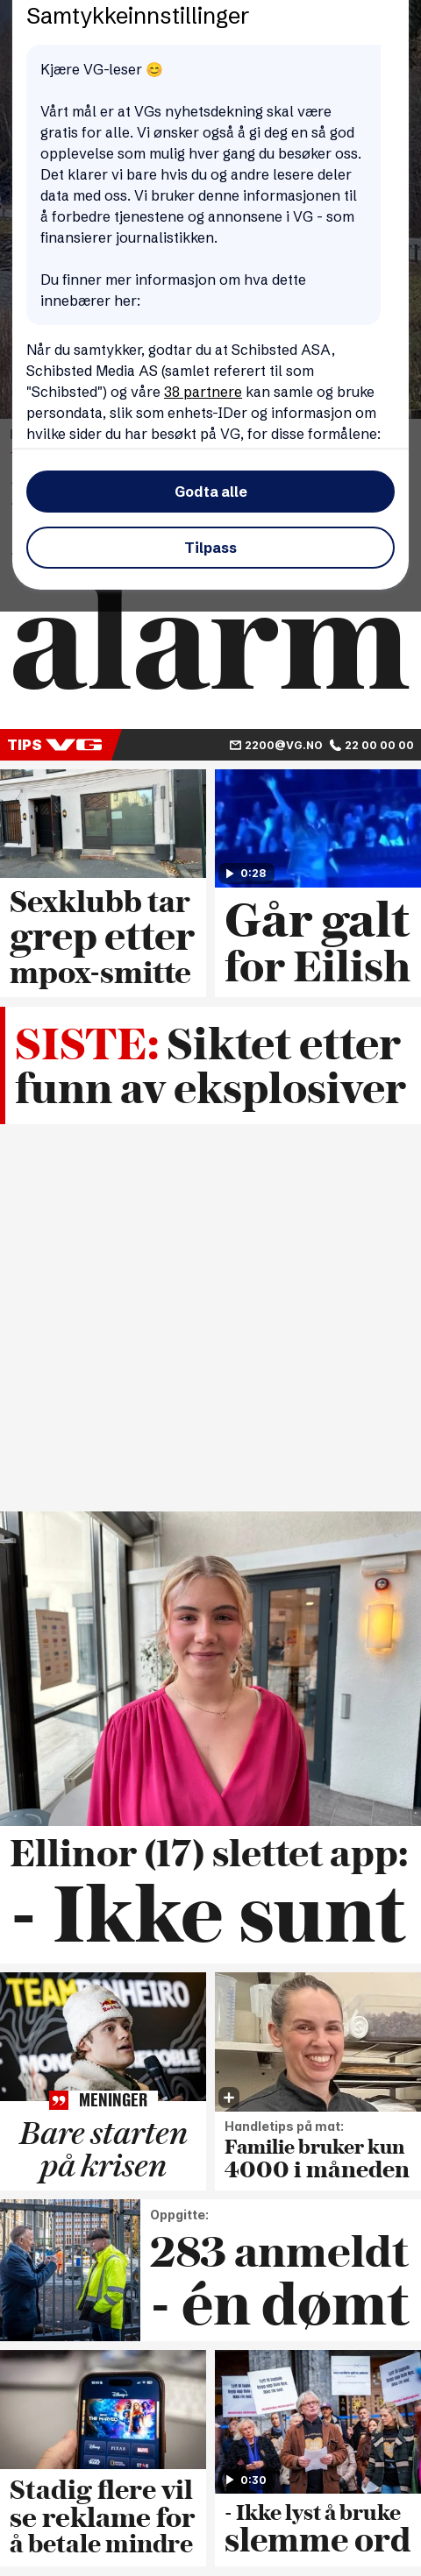 Samtykkeinnstillinger
Kjære VG-leser 😊
Vårt mål er at VGs nyhetsdekning skal være
gratis for alle. Vi ønsker også å gi deg en så god
opplevelse som mulig hver gang du besøker oss.
Det klarer vi bare hvis du og andre lesere deler
data med oss. Vi bruker denne informasjonen til
å forbedre tjenestene og annonsene i VG - som
finansierer journalistikken.
Du finner mer informasjon om hva dette
innebærer her:
Når du samtykker, godtar du at Schibsted ASA,
Schibsted Media AS (samlet referert til som
"Schibsted") og våre 38 partnere kan samle og bruke
persondata, slik som enhets-IDer og informasjon om
hvilke sider du har besøkt på VG, for disse formålene:
Godta alle
Tilpass
alarm
TIPS VG 2200@VG.NO 22 00 00 00
Sexklubb tar
grep etter
mpox-smitte
0:28
Går galt
for Eilish
SISTE: Siktet etter
funn av eksplosiver
Ellinor (17) slettet app:
- Ikke sunt
TEAM
MENINGER
Bare starten
på krisen
Handletips på mat:
Familie bruker kun
4000 i måneden
Oppgitte:
283 anmeldt
- én dømt
Stadig flere vil
se reklame for
å betale mindre
0:30
- Ikke lyst å bruke
slemme ord